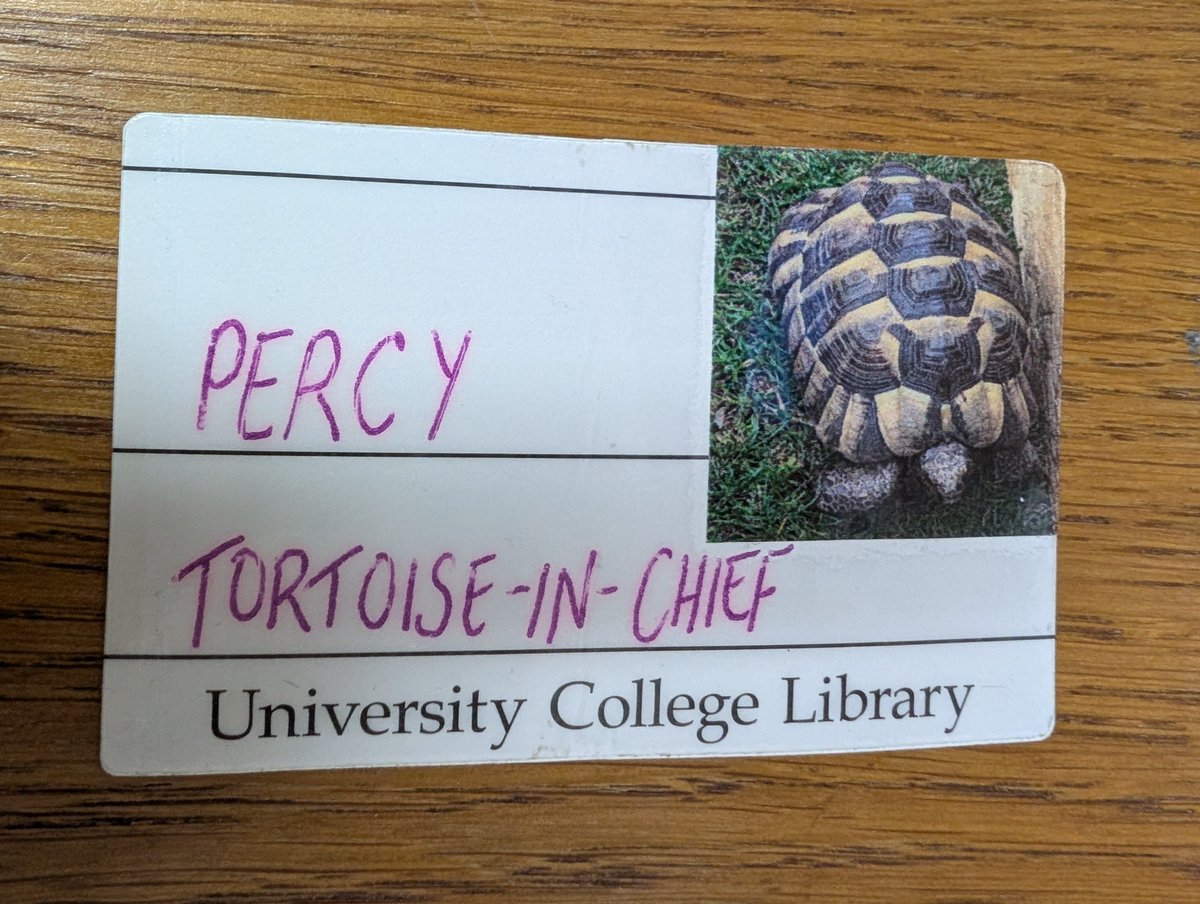 PERCY
TORTOISE-IN-CHIEF
University College Library